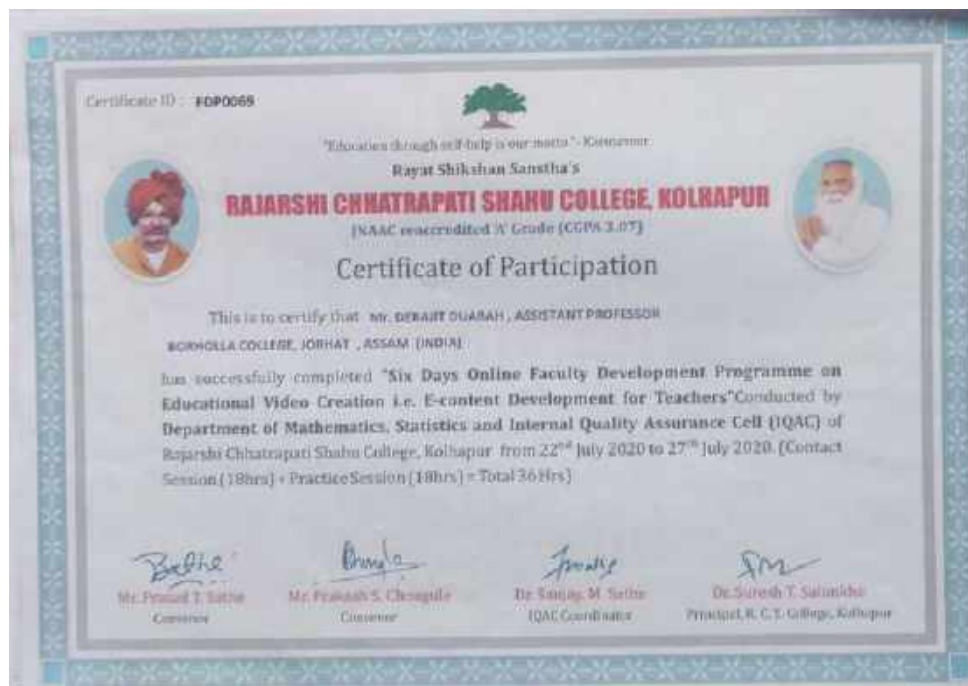 Certificate ID : FDP0069
"Education through self-help is our motto."- Karmaveer
Rayat Shikshan Sanstha's
RAJARSHI CHHATRAPATI SHAHU COLLEGE, KOLHAPUR
(NAAC reaccredited 'A' Grade (CGPA 3.07)
Certificate of Participation
This is to certify that Mr. DEBAJIT DUARAH , ASSISTANT PROFESSOR
BORHOLLA COLLEGE, JORHAT , ASSAM (INDIA)
has successfully completed "Six Days Online Faculty Development Programme on
Educational Video Creation i.e. E-content Development for Teachers"Conducted by
Department of Mathematics, Statistics and Internal Quality Assurance Cell (IQAC) of
Rajarshi Chhatrapati Shahu College, Kolhapur from 22nd July 2020 to 27th July 2020. (Contact
Session (18hrs) + Practice Session (18hrs) = Total 36 Hrs)
Mr. T. Sathe Mr. Prakash S. Chougule Dr. Sanjay. M. Sathe Dr. Suresh T. Salunkhe
Convenor Convenor IQAC Coordinator Principal, R. C. S. College, Kolhapur